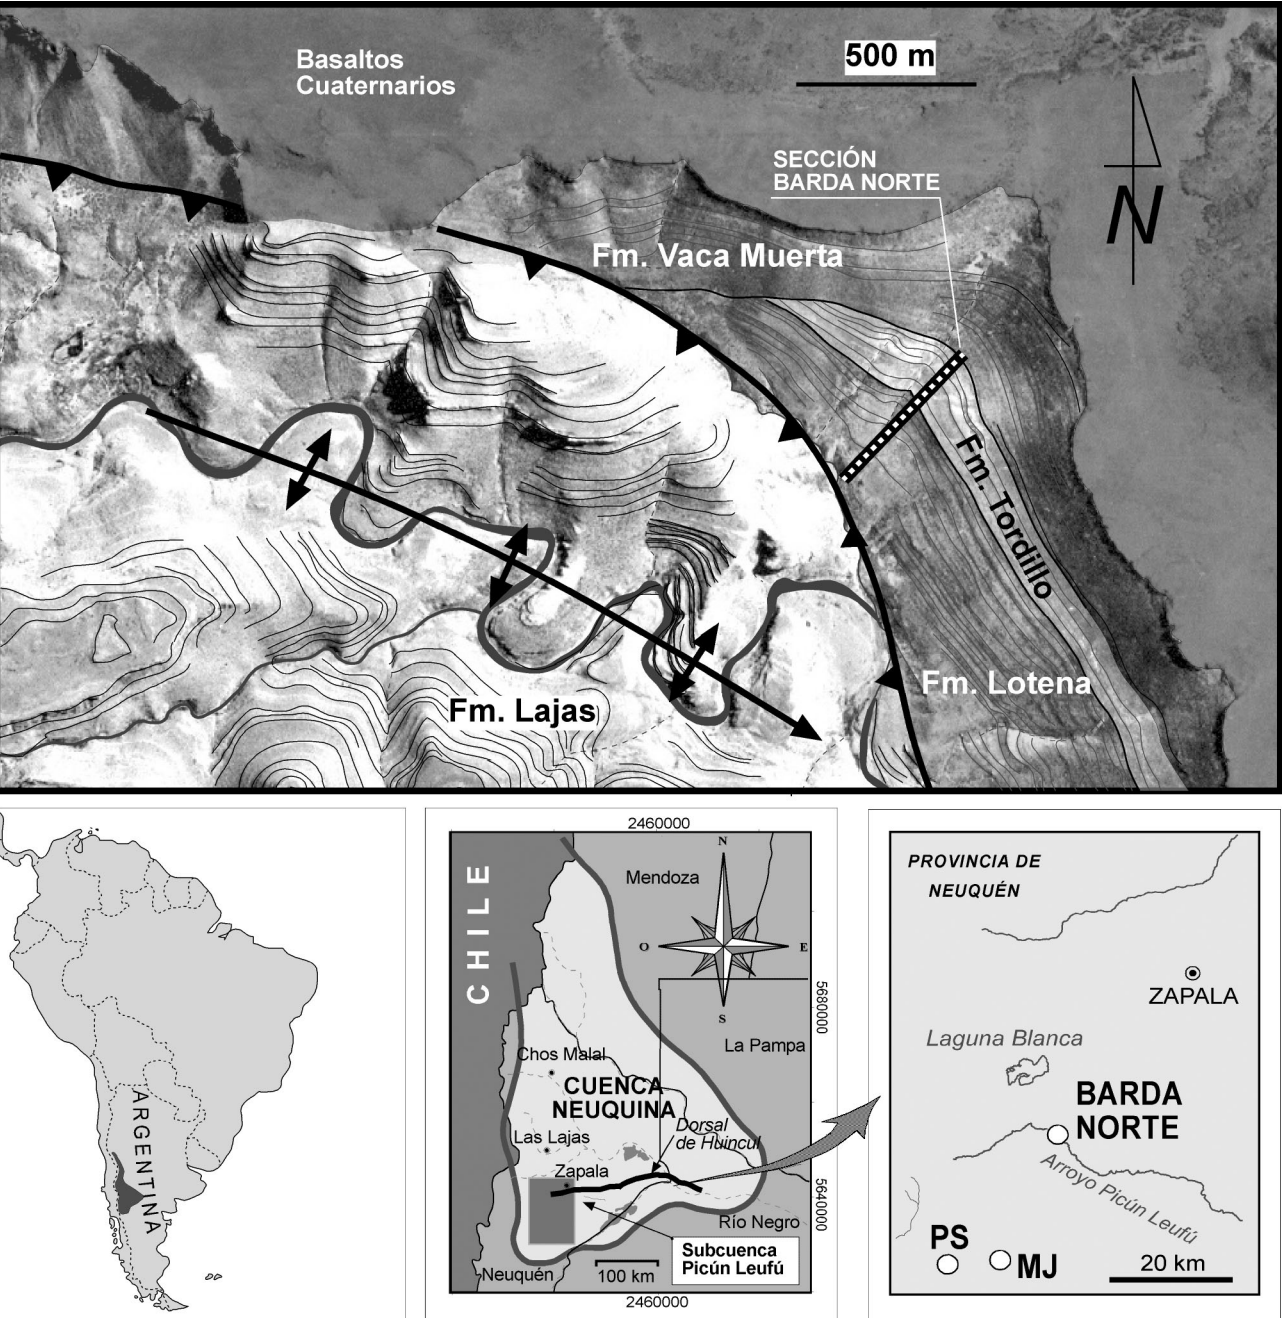 Basaltos
Cuaternarios
500 m
SECCIÓN
BARDA NORTE
N
Fm. Vaca Muerta
Fm. Tordillo
Fm. Lotena
Fm. Lajas
ARGENTINA
2460000
CHILE
Mendoza
N
O
E
S
5680000
La Pampa
Chos Malal
CUENCA
NEUQUINA
Dorsal
de Huincul
Las Lajas
Zapala
5640000
Río Negro
Subcuenca
Picún Leufú
Neuquén
100 km
2460000
PROVINCIA DE
NEUQUÉN
ZAPALA
Laguna Blanca
BARDA
NORTE
Arroyo Picún Leufú
PS
MJ
20 km